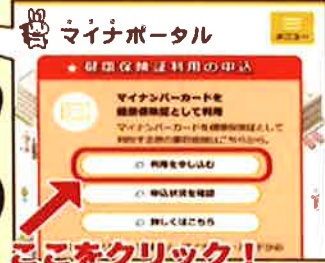 マイナポータル
メニュー
健康保険証利用の申込
マイナンバーカードを
健康保険証として利用
マイナンバーカードを健康保険証として
利用を申し込む
申込状況を確認
詳しくはこちら
ここをクリック!